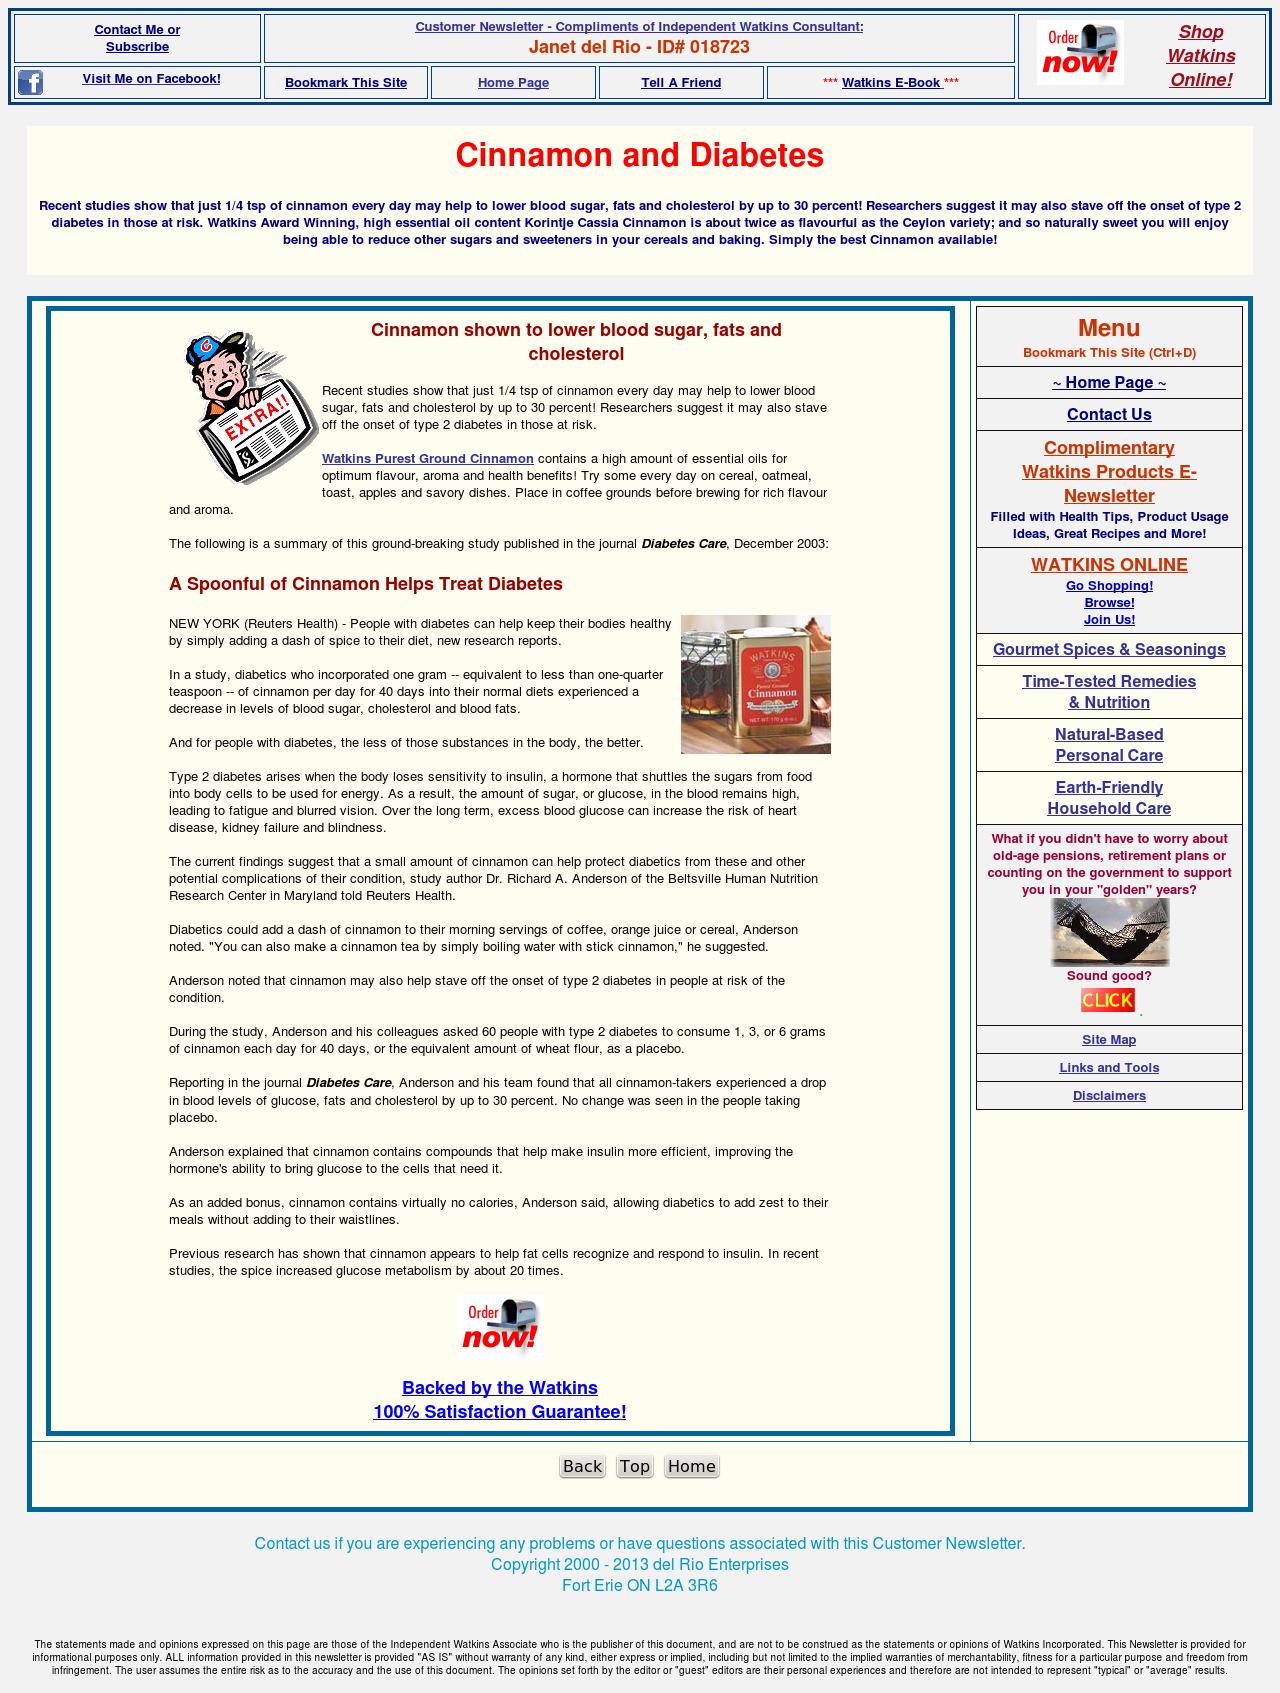 Contact Me or
Subscribe
Customer Newsletter - Compliments of Independent Watkins Consultant:
Janet del Rio - ID# 018723
Order
now!
Shop
Watkins
Online!
Visit Me on Facebook!
Bookmark This Site
Home Page
Tell A Friend
*** Watkins E-Book ***
Cinnamon and Diabetes
Recent studies show that just 1/4 tsp of cinnamon every day may help to lower blood sugar, fats and cholesterol by up to 30 percent! Researchers suggest it may also stave off the onset of type 2
diabetes in those at risk. Watkins Award Winning, high essential oil content Korintje Cassia Cinnamon is about twice as flavourful as the Ceylon variety; and so naturally sweet you will enjoy
being able to reduce other sugars and sweeteners in your cereals and baking. Simply the best Cinnamon available!
EXTRA!!
Cinnamon shown to lower blood sugar, fats and
cholesterol
Recent studies show that just 1/4 tsp of cinnamon every day may help to lower blood
sugar, fats and cholesterol by up to 30 percent! Researchers suggest it may also stave
off the onset of type 2 diabetes in those at risk.
Watkins Purest Ground Cinnamon contains a high amount of essential oils for
optimum flavour, aroma and health benefits! Try some every day on cereal, oatmeal,
toast, apples and savory dishes. Place in coffee grounds before brewing for rich flavour
and aroma.
The following is a summary of this ground-breaking study published in the journal Diabetes Care, December 2003:
A Spoonful of Cinnamon Helps Treat Diabetes
NEW YORK (Reuters Health) - People with diabetes can help keep their bodies healthy
by simply adding a dash of spice to their diet, new research reports.
In a study, diabetics who incorporated one gram -- equivalent to less than one-quarter
teaspoon -- of cinnamon per day for 40 days into their normal diets experienced a
decrease in levels of blood sugar, cholesterol and blood fats.
And for people with diabetes, the less of those substances in the body, the better.
WATKINS
Purest Ground
Cinnamon
NET WT. 170 g (6 oz.)
Type 2 diabetes arises when the body loses sensitivity to insulin, a hormone that shuttles the sugars from food
into body cells to be used for energy. As a result, the amount of sugar, or glucose, in the blood remains high,
leading to fatigue and blurred vision. Over the long term, excess blood glucose can increase the risk of heart
disease, kidney failure and blindness.
The current findings suggest that a small amount of cinnamon can help protect diabetics from these and other
potential complications of their condition, study author Dr. Richard A. Anderson of the Beltsville Human Nutrition
Research Center in Maryland told Reuters Health.
Diabetics could add a dash of cinnamon to their morning servings of coffee, orange juice or cereal, Anderson
noted. "You can also make a cinnamon tea by simply boiling water with stick cinnamon," he suggested.
Anderson noted that cinnamon may also help stave off the onset of type 2 diabetes in people at risk of the
condition.
During the study, Anderson and his colleagues asked 60 people with type 2 diabetes to consume 1, 3, or 6 grams
of cinnamon each day for 40 days, or the equivalent amount of wheat flour, as a placebo.
Reporting in the journal Diabetes Care, Anderson and his team found that all cinnamon-takers experienced a drop
in blood levels of glucose, fats and cholesterol by up to 30 percent. No change was seen in the people taking
placebo.
Anderson explained that cinnamon contains compounds that help make insulin more efficient, improving the
hormone's ability to bring glucose to the cells that need it.
As an added bonus, cinnamon contains virtually no calories, Anderson said, allowing diabetics to add zest to their
meals without adding to their waistlines.
Previous research has shown that cinnamon appears to help fat cells recognize and respond to insulin. In recent
studies, the spice increased glucose metabolism by about 20 times.
Order
now!
Backed by the Watkins
100% Satisfaction Guarantee!
Menu
Bookmark This Site (Ctrl+D)
~ Home Page ~
Contact Us
Complimentary
Watkins Products E-
Newsletter
Filled with Health Tips, Product Usage
Ideas, Great Recipes and More!
WATKINS ONLINE
Go Shopping!
Browse!
Join Us!
Gourmet Spices & Seasonings
Time-Tested Remedies
& Nutrition
Natural-Based
Personal Care
Earth-Friendly
Household Care
What if you didn't have to worry about
old-age pensions, retirement plans or
counting on the government to support
you in your "golden" years?
Sound good?
CLICK .
Site Map
Links and Tools
Disclaimers
Back Top Home
Contact us if you are experiencing any problems or have questions associated with this Customer Newsletter.
Copyright 2000 - 2013 del Rio Enterprises
Fort Erie ON L2A 3R6
The statements made and opinions expressed on this page are those of the Independent Watkins Associate who is the publisher of this document, and are not to be construed as the statements or opinions of Watkins Incorporated. This Newsletter is provided for
informational purposes only. ALL information provided in this newsletter is provided "AS IS" without warranty of any kind, either express or implied, including but not limited to the implied warranties of merchantability, fitness for a particular purpose and freedom from
infringement. The user assumes the entire risk as to the accuracy and the use of this document. The opinions set forth by the editor or "guest" editors are their personal experiences and therefore are not intended to represent "typical" or "average" results.